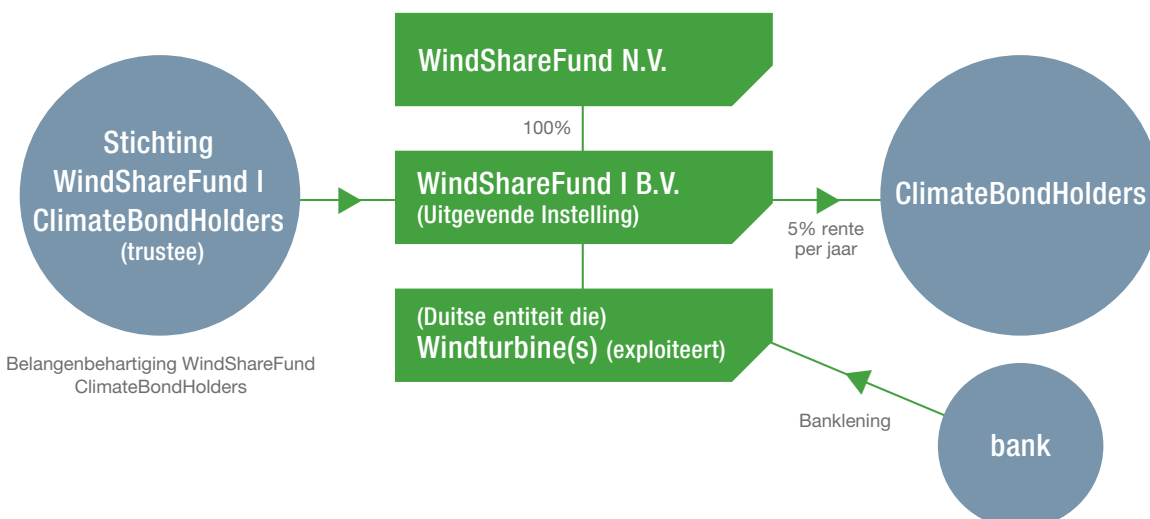 Stichting
WindShareFund I
ClimateBondHolders
(trustee)
Belangenbehartiging WindShareFund
ClimateBondHolders
WindShareFund N.V.
100%
WindShareFund I B.V.
(Uitgevende Instelling)
(Duitse entiteit die)
Windturbine(s) (exploiteert)
5% rente
per jaar
ClimateBondHolders
Banklening
bank